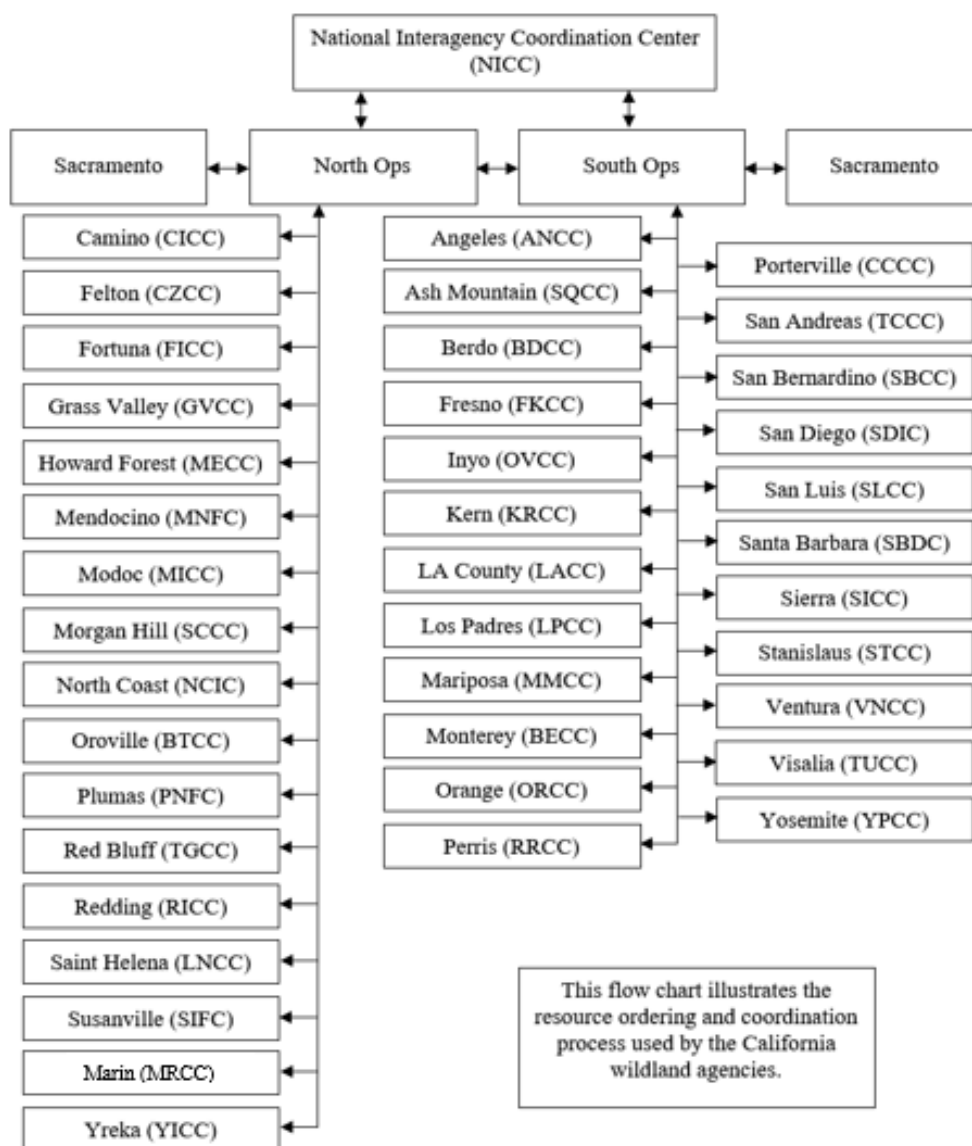 National Interagency Coordination Center
(NICC)
Sacramento
North Ops
South Ops
Sacramento
Camino (CICC)
Felton (CZCC)
Fortuna (FICC)
Grass Valley (GVCC)
Howard Forest (MECC)
Mendocino (MNFC)
Modoc (MICC)
Morgan Hill (SCCC)
North Coast (NCIC)
Oroville (BTCC)
Plumas (PNFC)
Red Bluff (TGCC)
Redding (RICC)
Saint Helena (LNCC)
Susanville (SIFC)
Marin (MRCC)
Yreka (YICC)
Angeles (ANCC)
Ash Mountain (SQCC)
Berdo (BDCC)
Fresno (FKCC)
Inyo (OVCC)
Kern (KRCC)
LA County (LACC)
Los Padres (LPCC)
Mariposa (MMCC)
Monterey (BECC)
Orange (ORCC)
Perris (RRCC)
Porterville (CCCC)
San Andreas (TCCC)
San Bernardino (SBCC)
San Diego (SDIC)
San Luis (SLCC)
Santa Barbara (SBDC)
Sierra (SICC)
Stanislaus (STCC)
Ventura (VNCC)
Visalia (TUCC)
Yosemite (YPCC)
This flow chart illustrates the
resource ordering and coordination
process used by the California
wildland agencies.